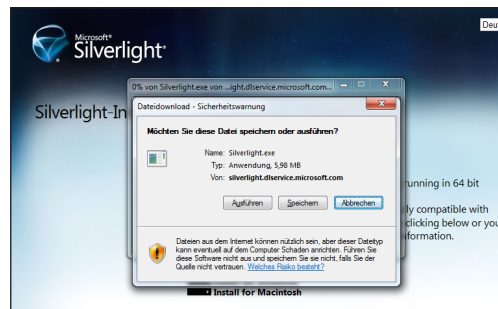 Deu
Microsoft®
Silverlight™
0% von Silverlight.exe von ...ight.dlservice.microsoft.com...
Silverlight-In
Dateidownload - Sicherheitswarnung
Möchten Sie diese Datei speichern oder ausführen?
Name: Silverlight.exe
Typ: Anwendung, 5,98 MB
Von: silverlight.dlservice.microsoft.com
Ausführen Speichern Abbrechen
running in 64 bit
ly compatible with
clicking below or you
formation.
Dateien aus dem Internet können nützlich sein, aber dieser Dateityp
kann eventuell auf dem Computer Schaden anrichten. Führen Sie
diese Software nicht aus und speichern Sie sie nicht, falls Sie der
Quelle nicht vertrauen. Welches Risiko besteht?
Install for Macintosh